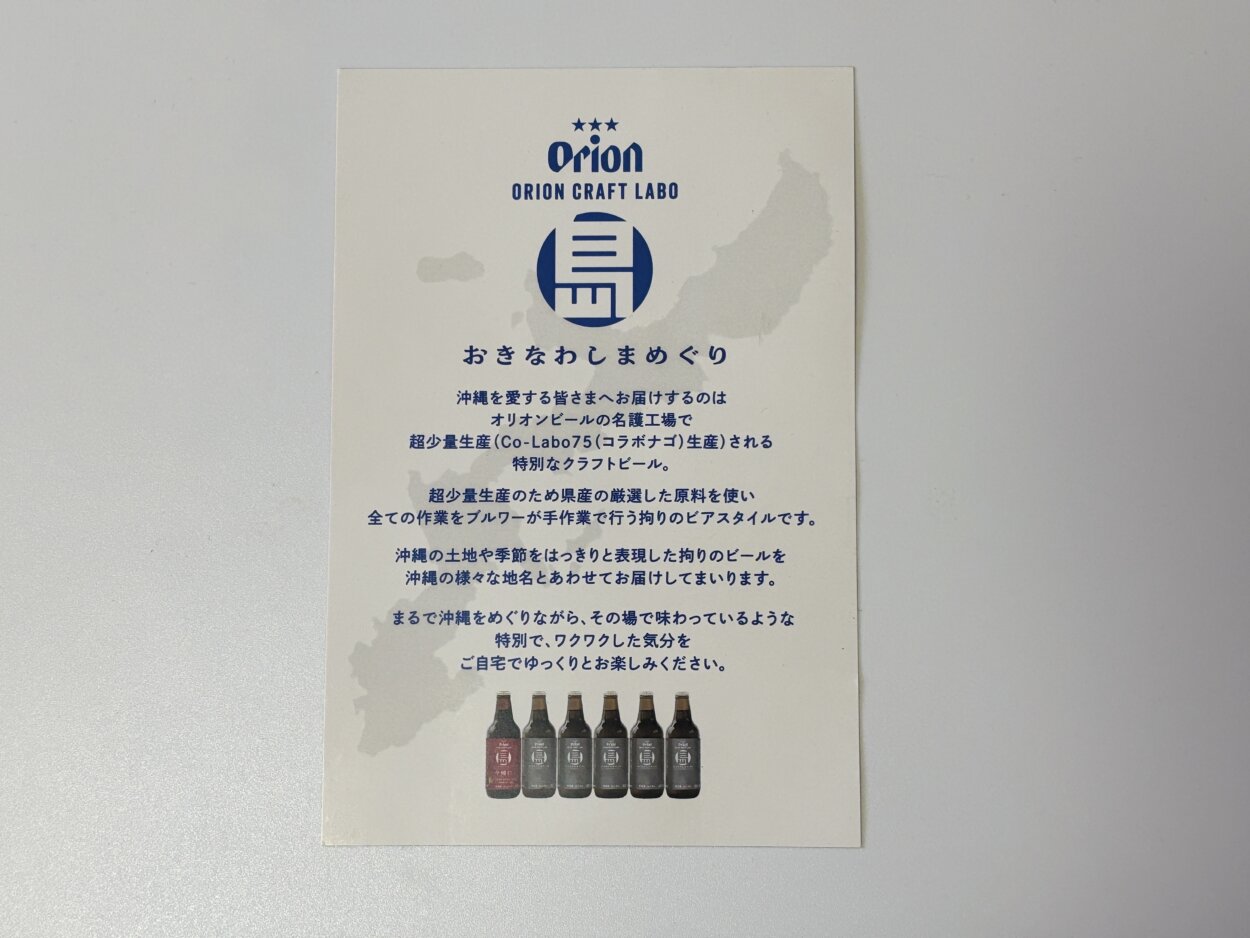 Orion
ORION CRAFT LABO
島
おきなわしまめぐり
沖縄を愛する皆さまへお届けするのは
オリオンビールの名護工場で
超少量生産(Co-Labo75(コラボナゴ)生産)される
特別なクラフトビール。
超少量生産のため県産の厳選した原料を使い
全ての作業をブルワーが手作業で行う拘りのビアスタイルです。
沖縄の土地や季節をはっきりと表現した拘りのビールを
沖縄の様々な地名とあわせてお届けしてまいります。
まるで沖縄をめぐりながら、その場で味わっているような
特別で、ワクワクした気分を
ご自宅でゆっくりとお楽しみください。
Orion Orion Orion Orion Orion Orion